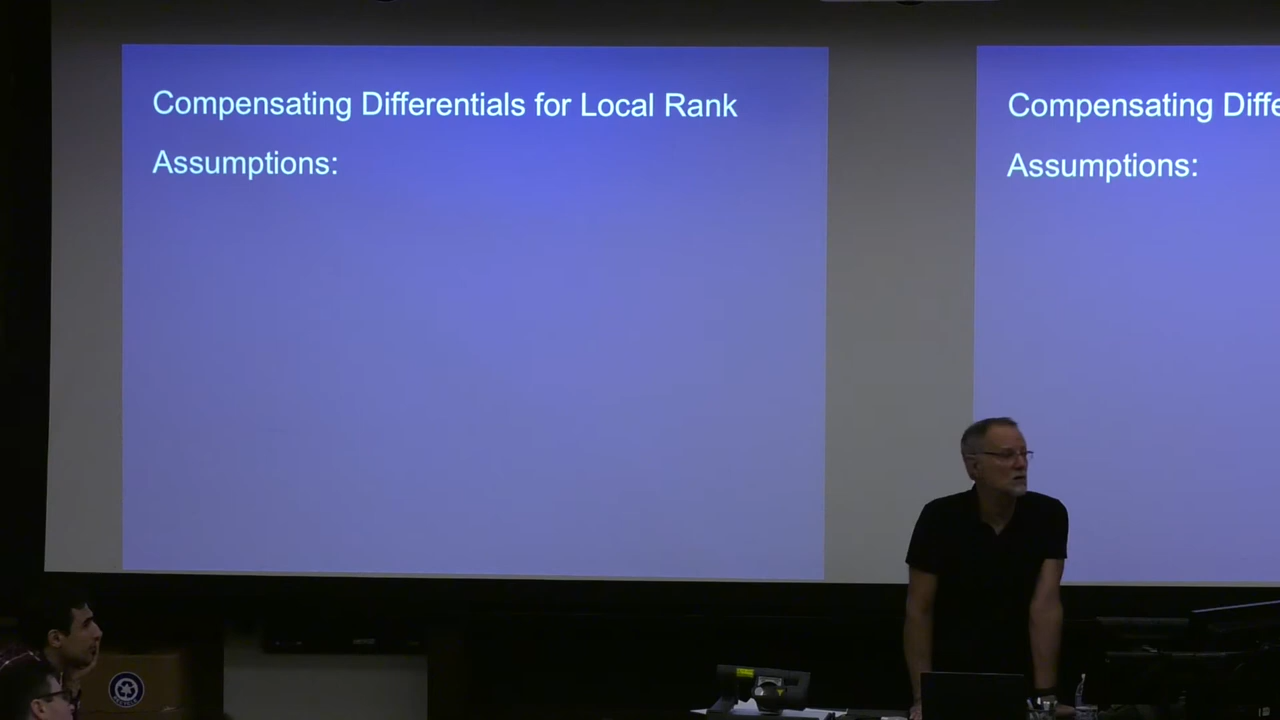 Compensating Differentials for Local Rank
Assumptions:
Compensating Diffe
Assumptions: